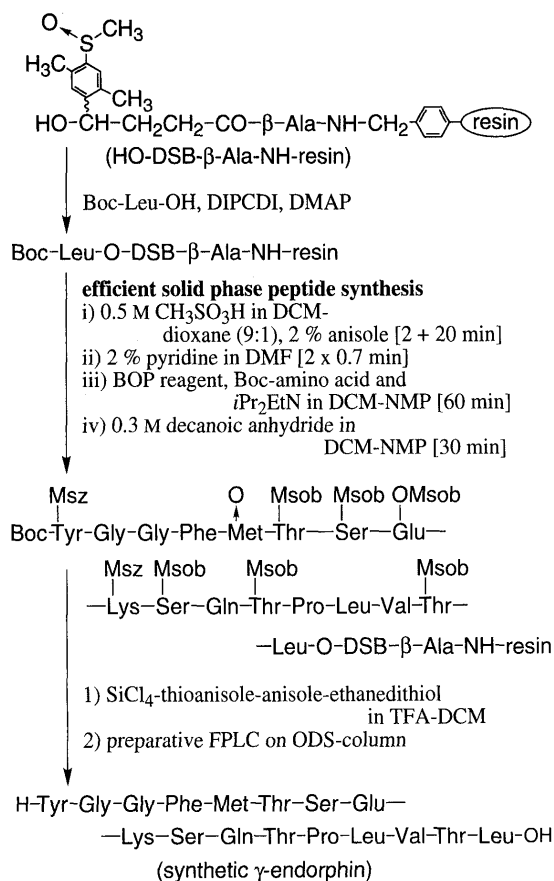 O
S
CH₃
H₃C
CH₃
HO–CH–CH₂CH₂–CO–β–Ala–NH–CH₂– resin
(HO-DSB-β-Ala-NH-resin)
Boc-Leu-OH, DIPCDI, DMAP
Boc–Leu–O–DSB–β–Ala–NH–resin
efficient solid phase peptide synthesis
i) 0.5 M CH₃SO₃H in DCM-
dioxane (9:1), 2 % anisole [2 + 20 min]
ii) 2 % pyridine in DMF [2 x 0.7 min]
iii) BOP reagent, Boc-amino acid and
iPr₂EtN in DCM-NMP [60 min]
iv) 0.3 M decanoic anhydride in
DCM-NMP [30 min]
Msz O Msob Msob OMsob
Boc–Tyr–Gly–Gly–Phe–Met–Thr—Ser–Glu—
Msz Msob Msob Msob
—Lys–Ser–Gln–Thr–Pro–Leu–Val–Thr–
–Leu–O–DSB–β–Ala–NH–resin
1) SiCl₄-thioanisole-anisole-ethanedithiol
in TFA-DCM
2) preparative FPLC on ODS-column
H–Tyr–Gly–Gly–Phe–Met–Thr–Ser–Glu—
—Lys–Ser–Gln–Thr–Pro–Leu–Val–Thr–Leu–OH
(synthetic γ-endorphin)